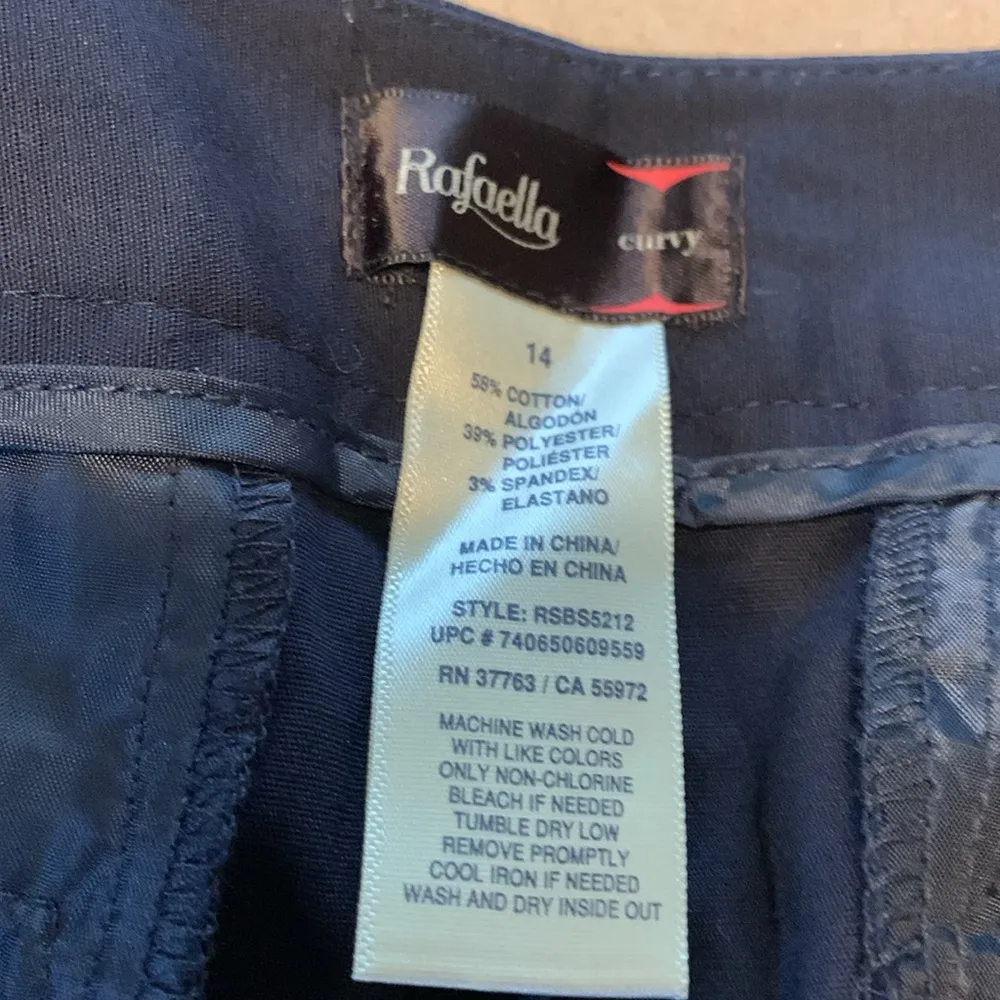 Rafaella
curvy
14
58% COTTON/
ALGODÓN
39% POLYESTER/
POLIÉSTER
3% SPANDEX/
ELASTANO
MADE IN CHINA/
HECHO EN CHINA
STYLE: RSBS5212
UPC # 740650609559
RN 37763 / CA 55972
MACHINE WASH COLD
WITH LIKE COLORS
ONLY NON-CHLORINE
BLEACH IF NEEDED
TUMBLE DRY LOW
REMOVE PROMPTLY
COOL IRON IF NEEDED
WASH AND DRY INSIDE OUT